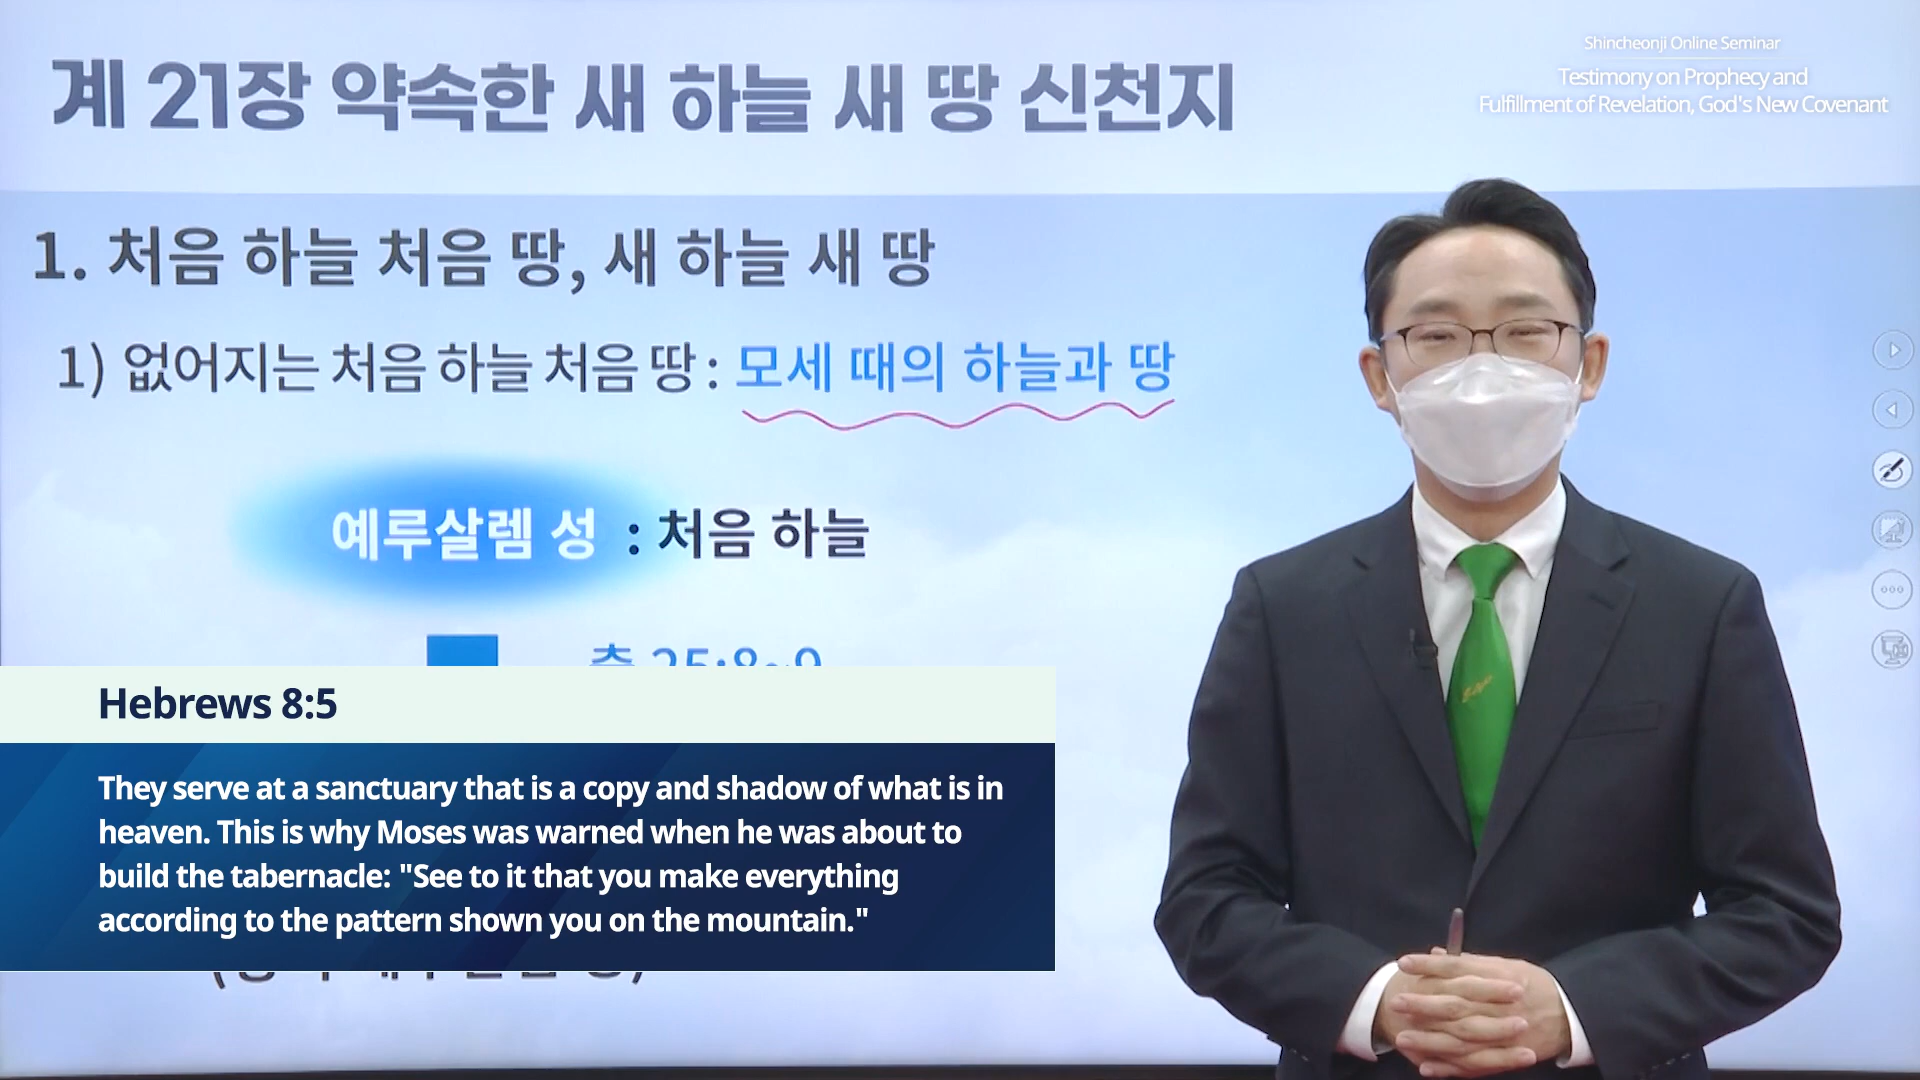 계 21장 약속한 새 하늘 새 땅 신천지
Shincheonji Online Seminar
Testimony on Prophecy and
Fulfillment of Revelation, God's New Covenant
1. 처음 하늘 처음 땅, 새 하늘 새 땅
1) 없어지는 처음 하늘 처음 땅 : 모세 때의 하늘과 땅
예루살렘 성 : 처음 하늘
출 25:8~9
Hebrews 8:5
They serve at a sanctuary that is a copy and shadow of what is in
heaven. This is why Moses was warned when he was about to
build the tabernacle: "See to it that you make everything
according to the pattern shown you on the mountain."